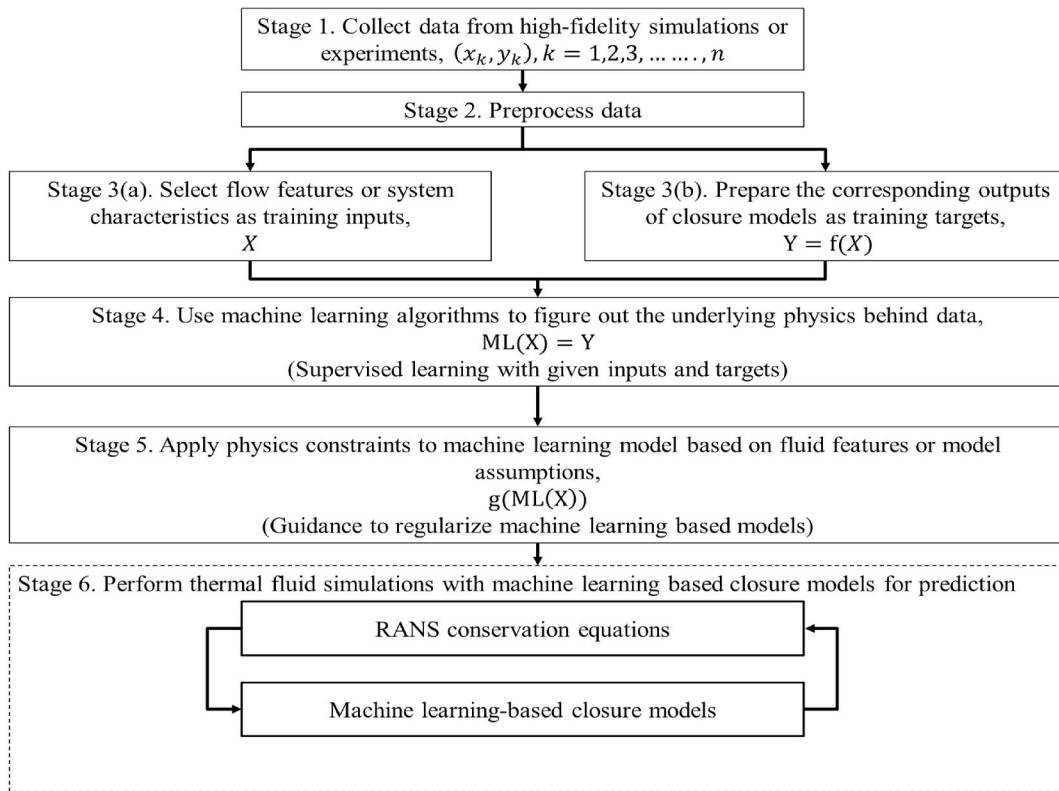 Stage 1. Collect data from high-fidelity simulations or
experiments, (x_k, y_k), k = 1,2,3, … … . , n
Stage 2. Preprocess data
Stage 3(a). Select flow features or system
characteristics as training inputs,
X
Stage 3(b). Prepare the corresponding outputs
of closure models as training targets,
Y = f(X)
Stage 4. Use machine learning algorithms to figure out the underlying physics behind data,
ML(X) = Y
(Supervised learning with given inputs and targets)
Stage 5. Apply physics constraints to machine learning model based on fluid features or model
assumptions,
g(ML(X))
(Guidance to regularize machine learning based models)
Stage 6. Perform thermal fluid simulations with machine learning based closure models for prediction
RANS conservation equations
Machine learning-based closure models